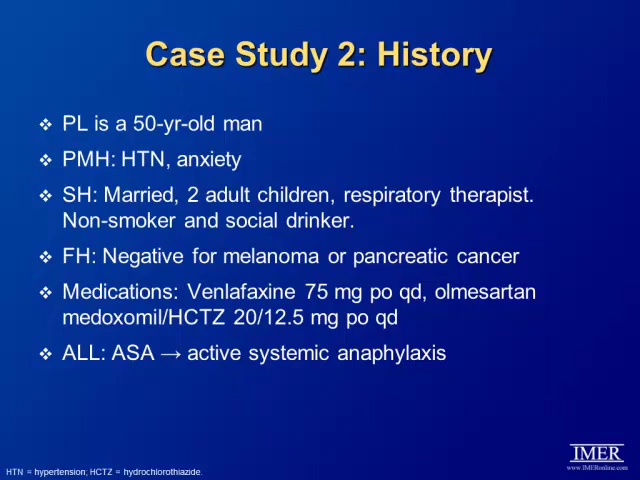 Case Study 2: History
❖ PL is a 50-yr-old man
❖ PMH: HTN, anxiety
❖ SH: Married, 2 adult children, respiratory therapist.
Non-smoker and social drinker.
❖ FH: Negative for melanoma or pancreatic cancer
❖ Medications: Venlafaxine 75 mg po qd, olmesartan
medoxomil/HCTZ 20/12.5 mg po qd
❖ ALL: ASA → active systemic anaphylaxis
IMER
www.IMERonline.com
HTN = hypertension; HCTZ = hydrochlorothiazide.